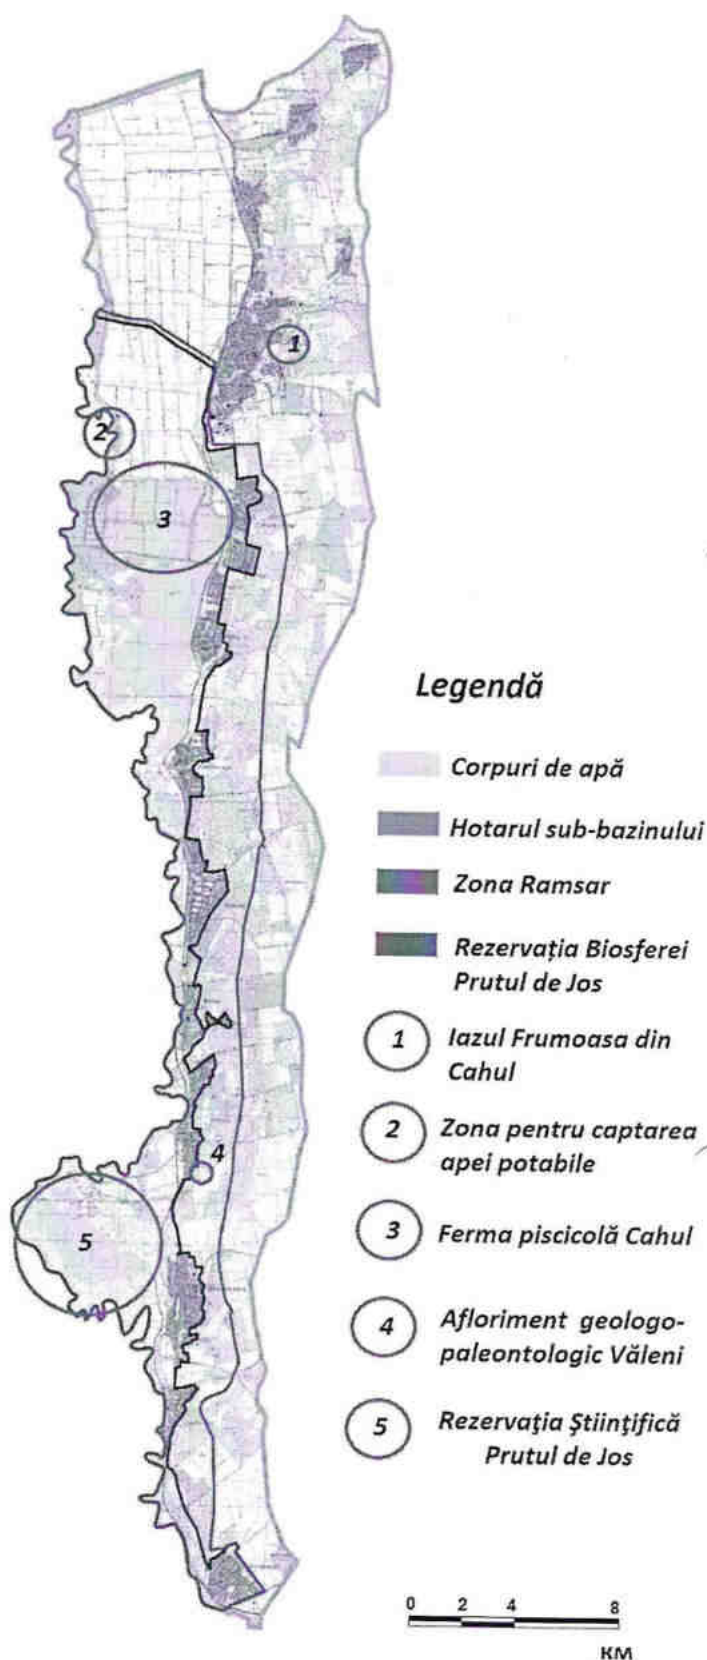 1
2
3
4
5
Legendă
Corpuri de apă
Hotarul sub-bazinului
Zona Ramsar
Rezervația Biosferei
Prutul de Jos
1
Iazul Frumoasa din
Cahul
2
Zona pentru captarea
apei potabile
3
Ferma piscicolă Cahul
4
Afloriment geologo-
paleontologic Văleni
5
Rezervaţia Ştiinţifică
Prutul de Jos
0 2 4 8
КМ